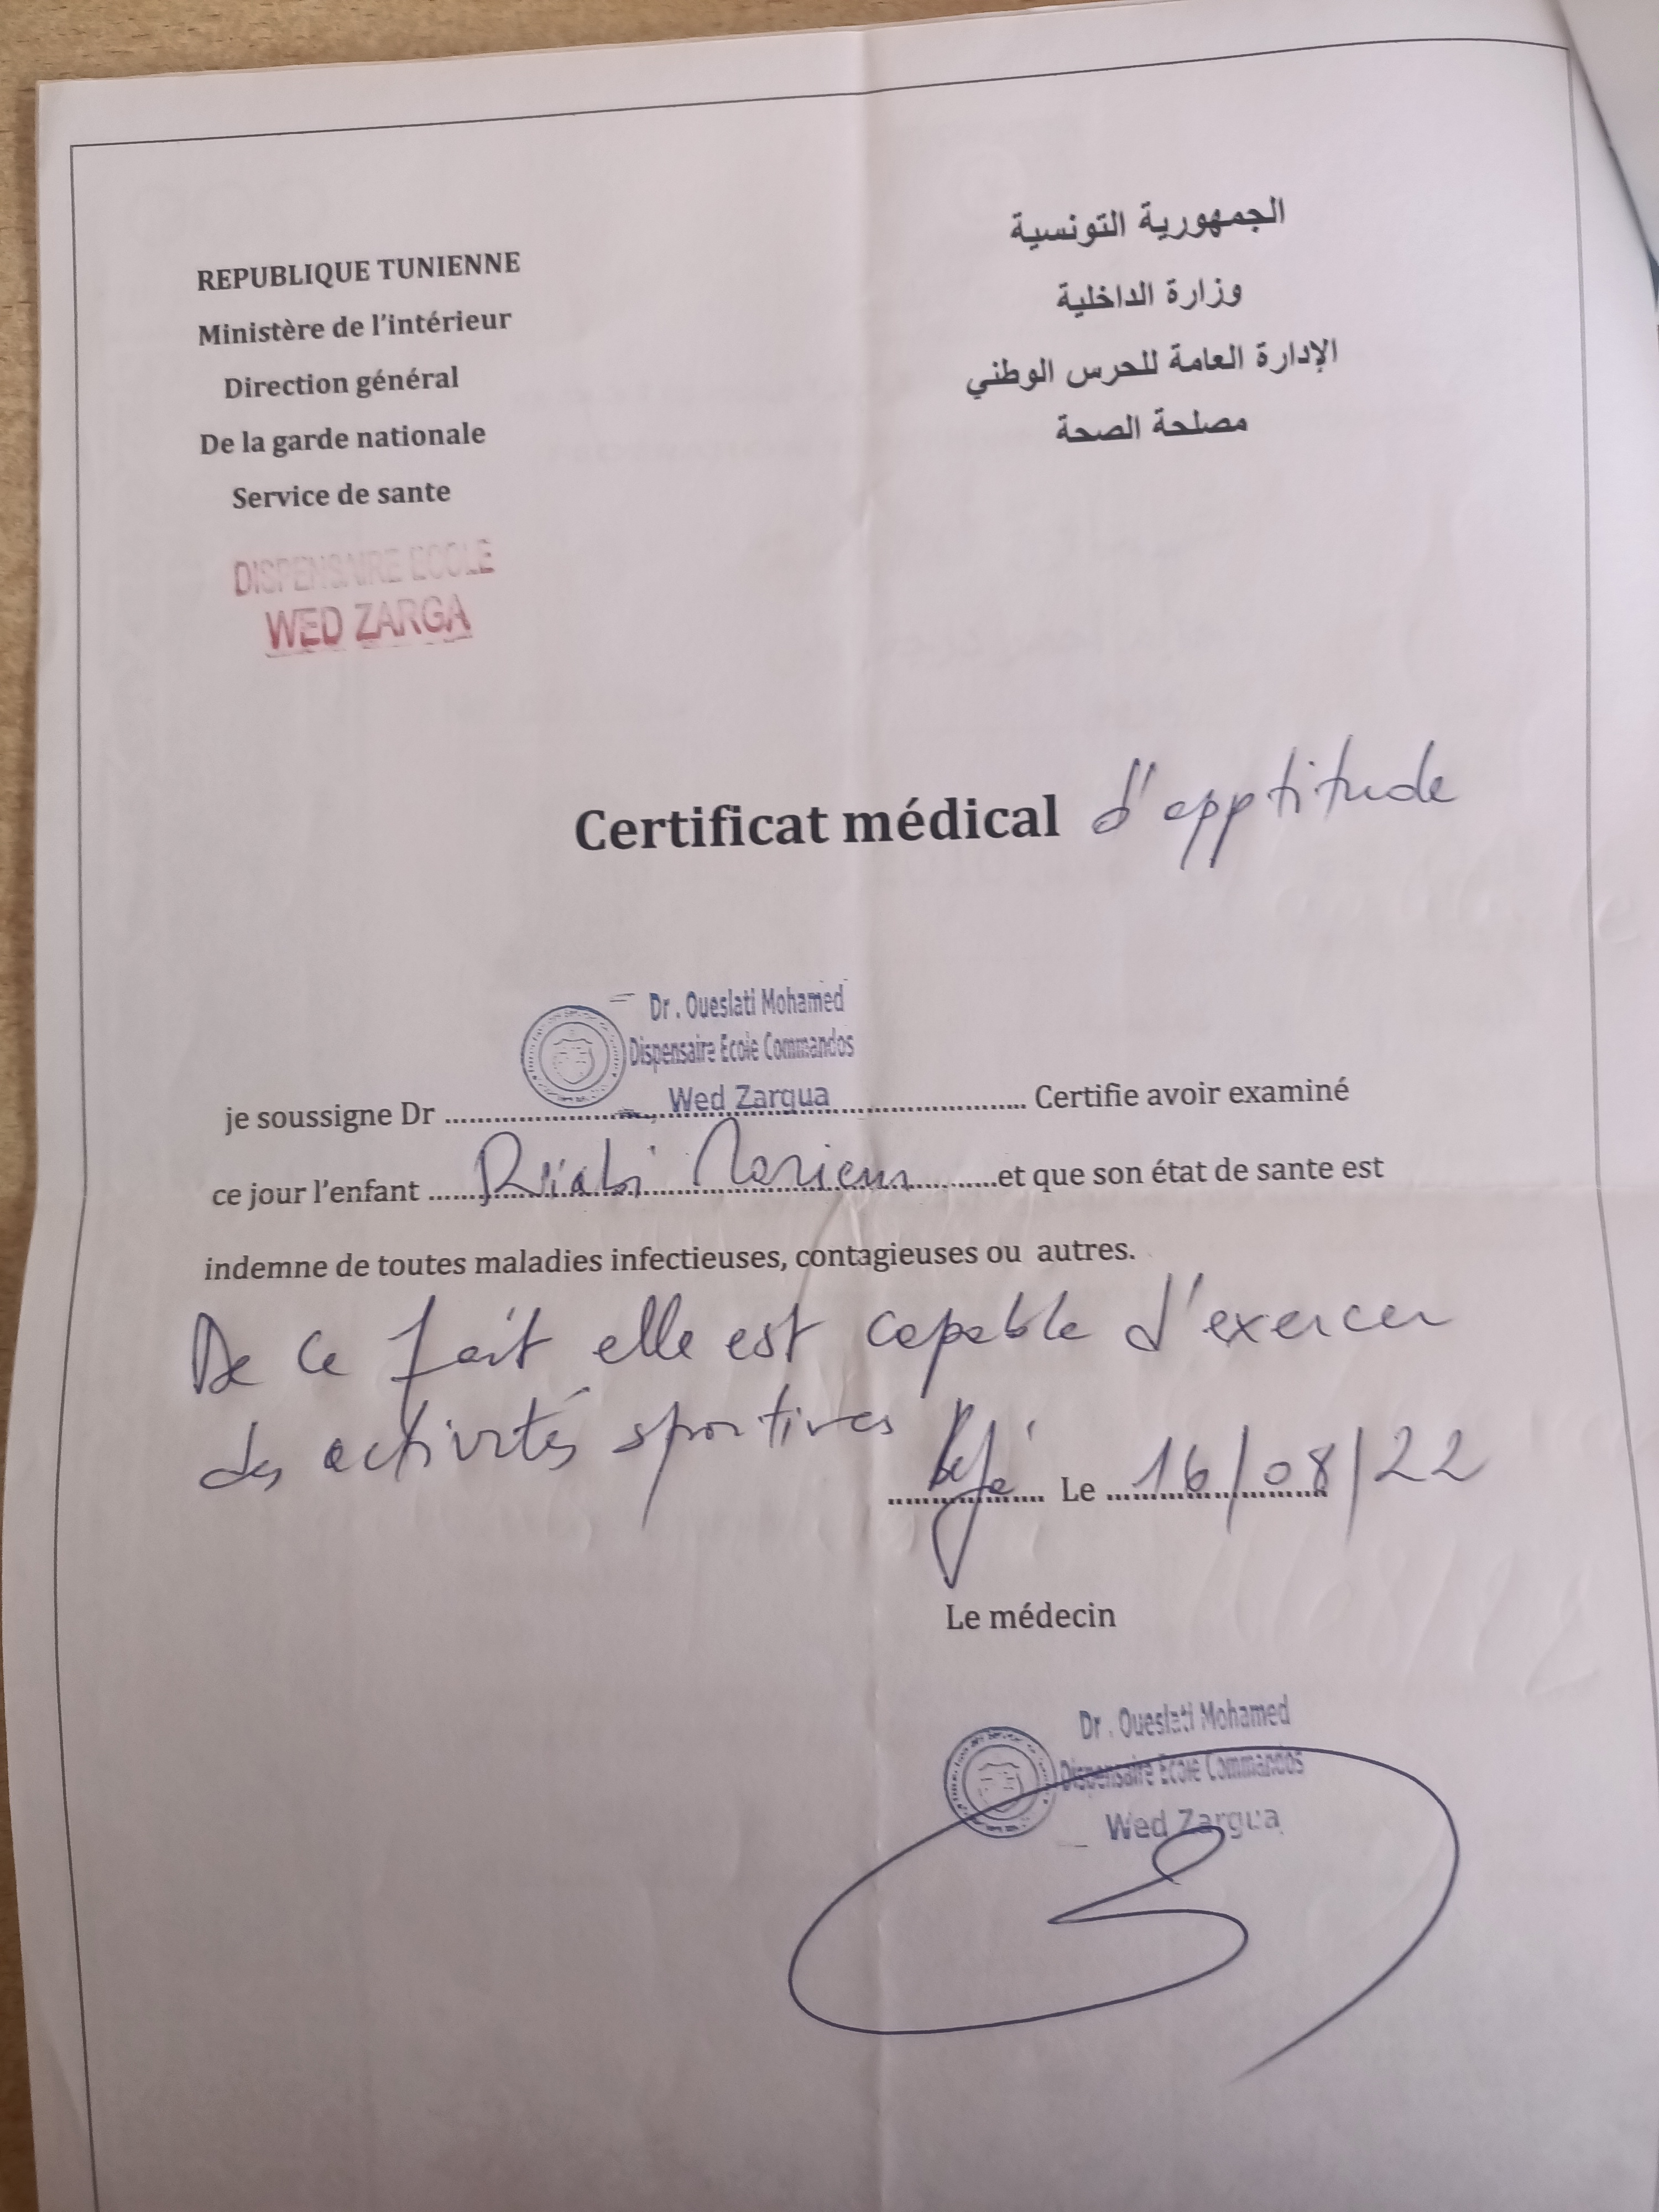 REPUBLIQUE TUNIENNE
Ministère de l'intérieur
Direction général
De la garde nationale
Service de sante
DISPENSAIRE ECOLE
WED ZARGA
الجمهورية التونسية
وزارة الداخلية
الإدارة العامة للحرس الوطني
مصلحة الصحة
Certificat médical d'apptitude
Dr . Oueslati Mohamed
Dispensaire Ecole Commandos
Wed Zargua
je soussigne Dr .......... Certifie avoir examiné
ce jour l'enfant .......... Riahi Mariem .......... et que son état de sante est
indemne de toutes maladies infectieuses, contagieuses ou autres.
De ce fait elle est capable d'exercer
des activités sportives
Béjé Le 16/08/22
Le médecin
Dr . Oueslati Mohamed
Dispensaire Ecole Commandos
Wed Zargua